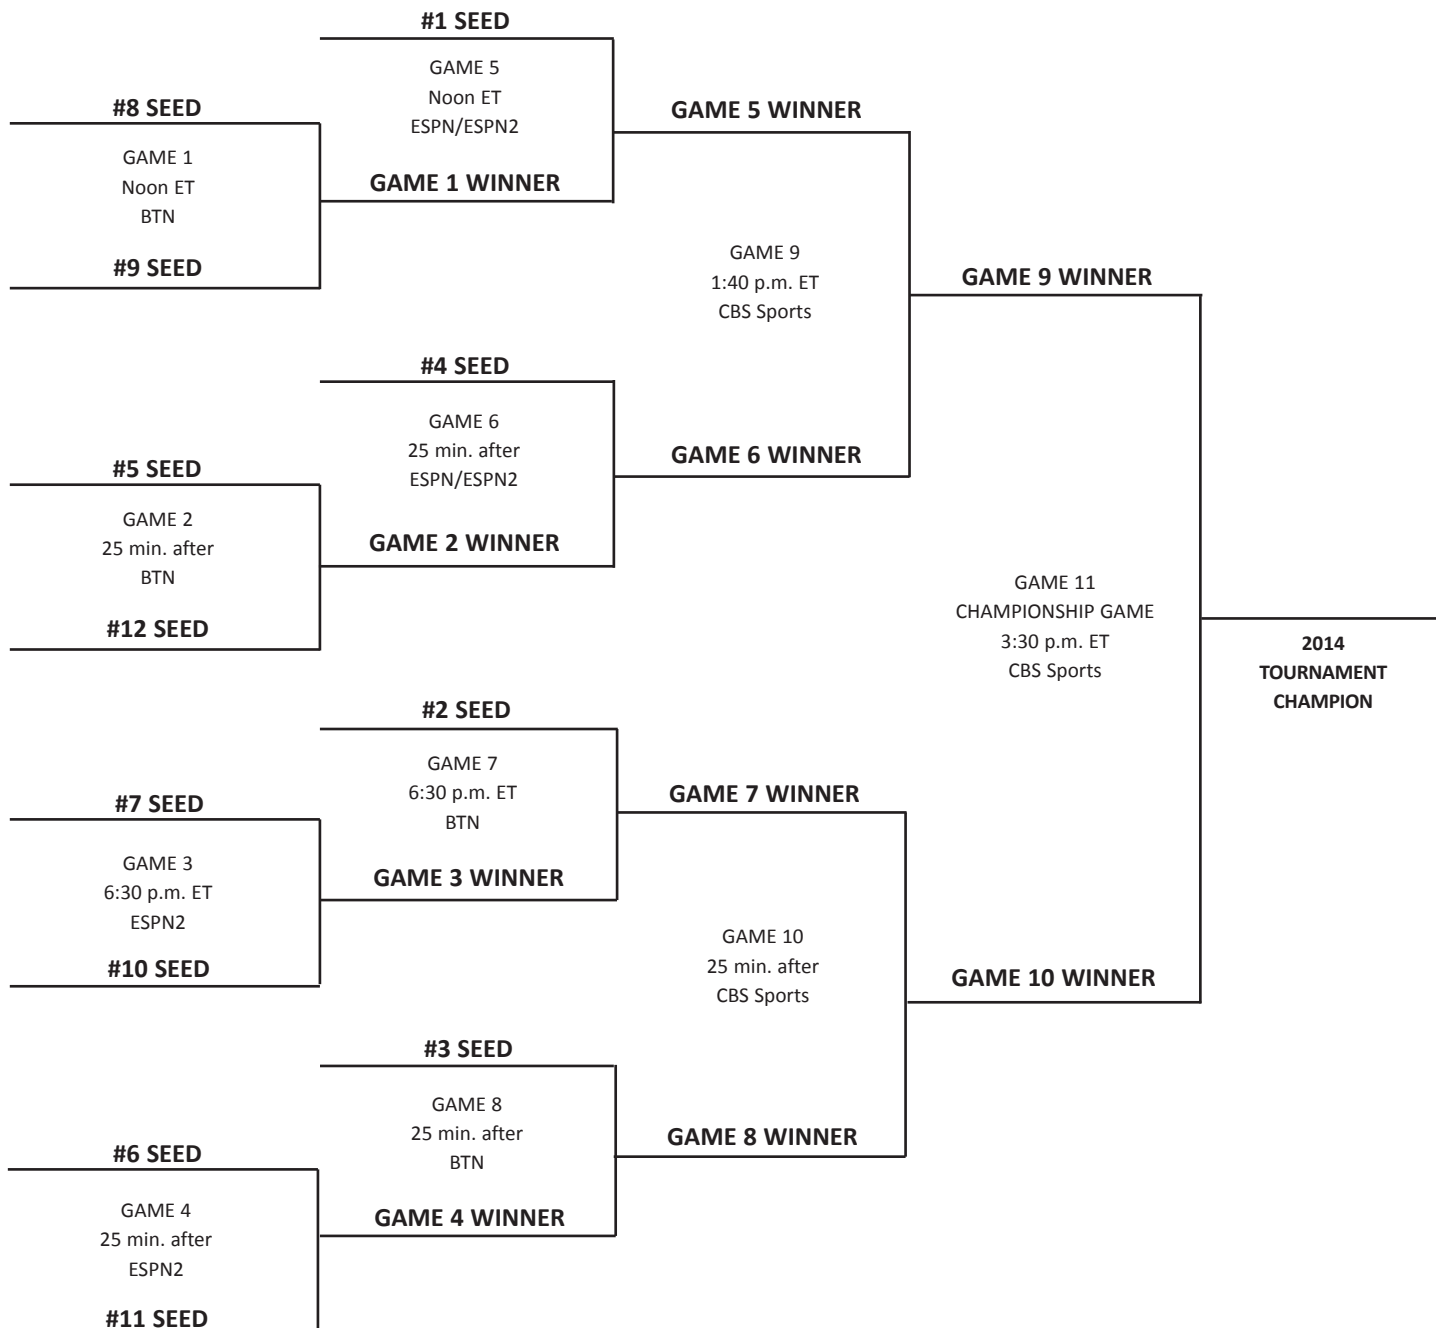 #1 SEED
GAME 5
Noon ET
ESPN/ESPN2
#8 SEED
GAME 1
Noon ET
BTN
#9 SEED
GAME 1 WINNER
GAME 5 WINNER
GAME 9
1:40 p.m. ET
CBS Sports
GAME 9 WINNER
#4 SEED
GAME 6
25 min. after
ESPN/ESPN2
#5 SEED
GAME 2
25 min. after
BTN
#12 SEED
GAME 2 WINNER
GAME 6 WINNER
GAME 11
CHAMPIONSHIP GAME
3:30 p.m. ET
CBS Sports
2014
TOURNAMENT
CHAMPION
#2 SEED
GAME 7
6:30 p.m. ET
BTN
#7 SEED
GAME 3
6:30 p.m. ET
ESPN2
#10 SEED
GAME 3 WINNER
GAME 7 WINNER
GAME 10
25 min. after
CBS Sports
GAME 10 WINNER
#3 SEED
GAME 8
25 min. after
BTN
#6 SEED
GAME 4
25 min. after
ESPN2
#11 SEED
GAME 4 WINNER
GAME 8 WINNER